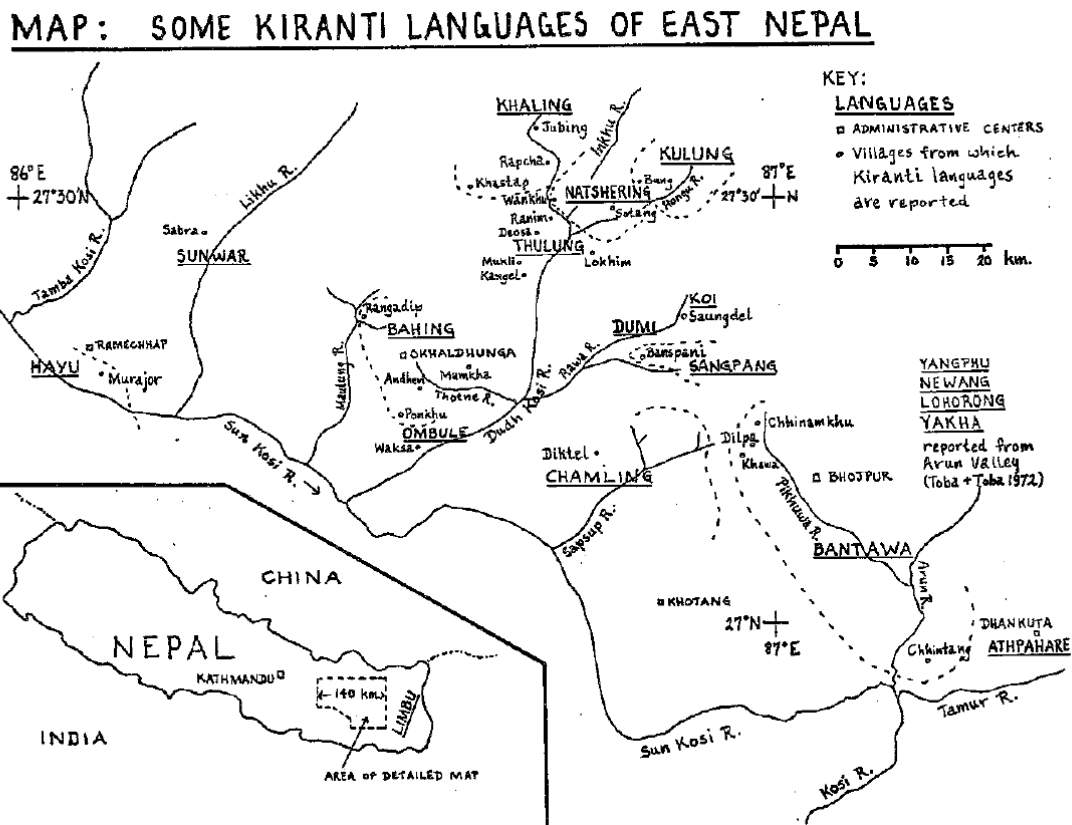 MAP: SOME KIRANTI LANGUAGES OF EAST NEPAL
KEY:
LANGUAGES
ADMINISTRATIVE CENTERS
Villages from which
Kiranti languages
are reported
0 5 10 15 20 km.
86°E
27°30'N
87°E
27°30' N
KHALING
Jubing
Inkhu R.
Rapcha
KULUNG
Khastap
Bung
NATSHERING
Wankhu
Hongu R.
Ranim
Sotang
Deosa
THULUNG
Mukli
Lokhim
Kangel
Likhu R.
Sabra
SUNWAR
Tamba Kosi R.
Rangadip
BAHING
KOI
Saungdel
DUMI
RAMECHHAP
HAYU
Murajor
OKHALDHUNGA
Mumkha
Andheri
Thotne R.
Maulung R.
Rawa R.
Banspani
SANGPANG
Ponkhu
OMBULE
Waksa
Dudh Kosi R.
Sun Kosi R.
YANGPHU
NEWANG
LOHORONG
YAKHA
reported from
Arun Valley
(Toba + Toba 1972)
Chhinamkhu
Dilpa
Khawa
Diktel
CHAMLING
BHOJPUR
Pikhuwa R.
Sapsup R.
BANTAWA
Arun R.
KHOTANG
27°N
87°E
DHANKUTA
ATHPAHARE
Chhintang
Tamur R.
Sun Kosi R.
Kosi R.
CHINA
NEPAL
KATHMANDU
140 km
LIMBU
INDIA
AREA OF DETAILED MAP